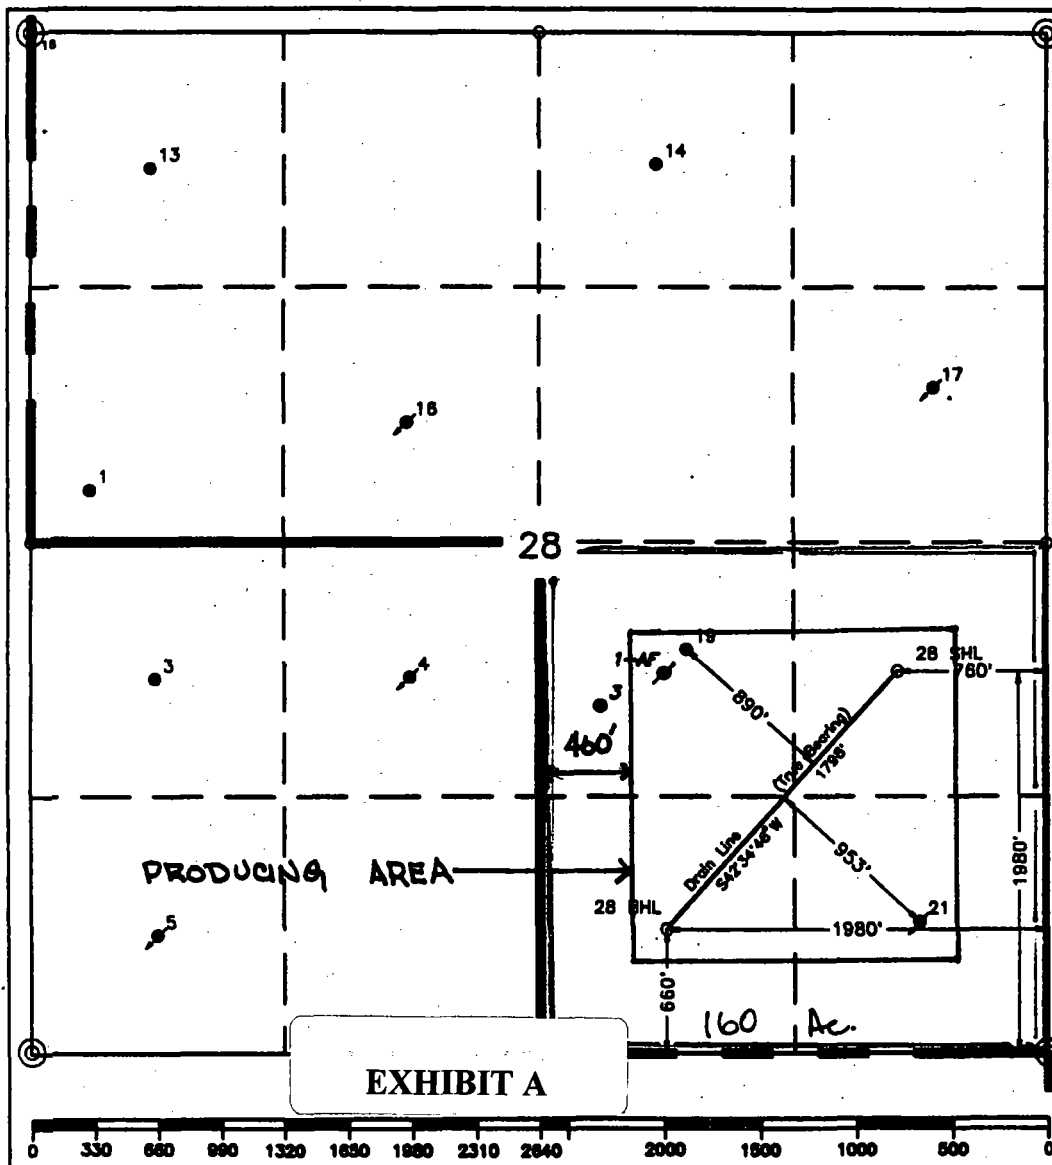 18
13
14
17
16
1
28
19
1-AF
28 SHL
760'
3
4
3
890'
460'
(True Bearing)
1796'
Drain Line
S42°34'46"W
PRODUCING AREA
953'
1980'
28 BHL
21
5
1980'
660'
160 Ac.
EXHIBIT A
0 330 660 990 1320 1650 1980 2310 2640 2000 1500 1000 500 0